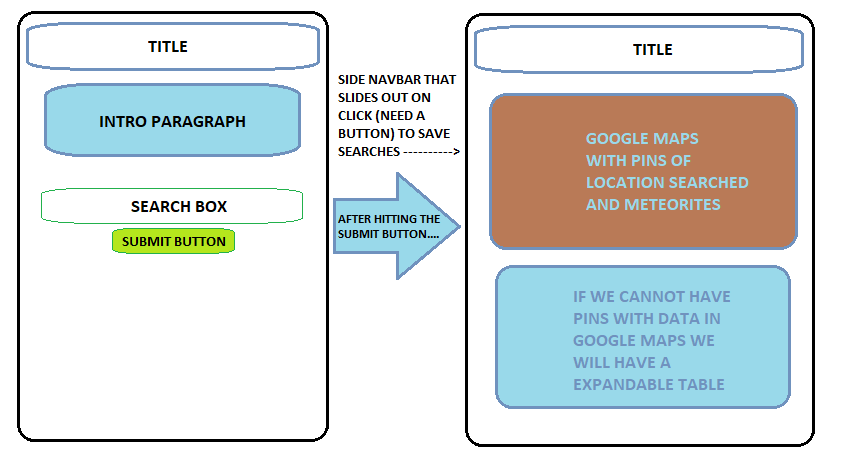 TITLE
INTRO PARAGRAPH
SEARCH BOX
SUBMIT BUTTON
SIDE NAVBAR THAT
SLIDES OUT ON
CLICK (NEED A
BUTTON) TO SAVE
SEARCHES ---------->
AFTER HITTING THE
SUBMIT BUTTON....
TITLE
GOOGLE MAPS
WITH PINS OF
LOCATION SEARCHED
AND METEORITES
IF WE CANNOT HAVE
PINS WITH DATA IN
GOOGLE MAPS WE
WILL HAVE A
EXPANDABLE TABLE